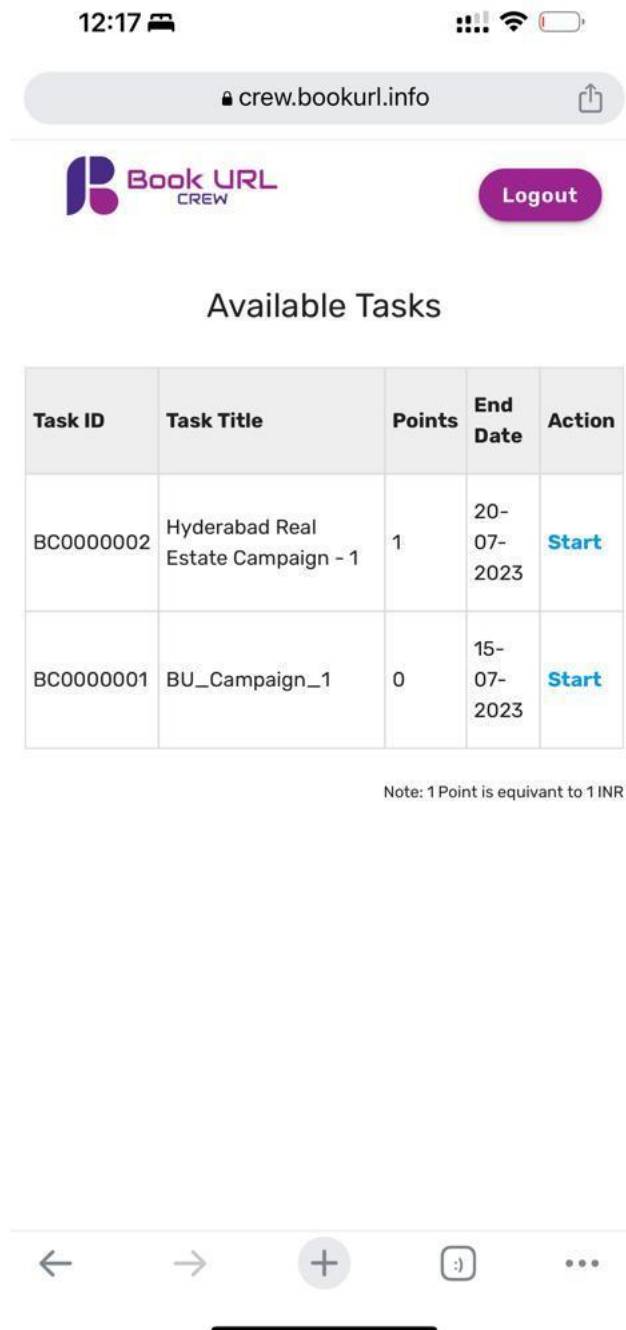 12:17
crew.bookurl.info
Book URL
CREW
Logout
Available Tasks
Task ID Task Title Points End Date Action
BC0000002 Hyderabad Real Estate Campaign - 1 1 20-07-2023 Start
BC0000001 BU_Campaign_1 0 15-07-2023 Start
Note: 1 Point is equivant to 1 INR
:)